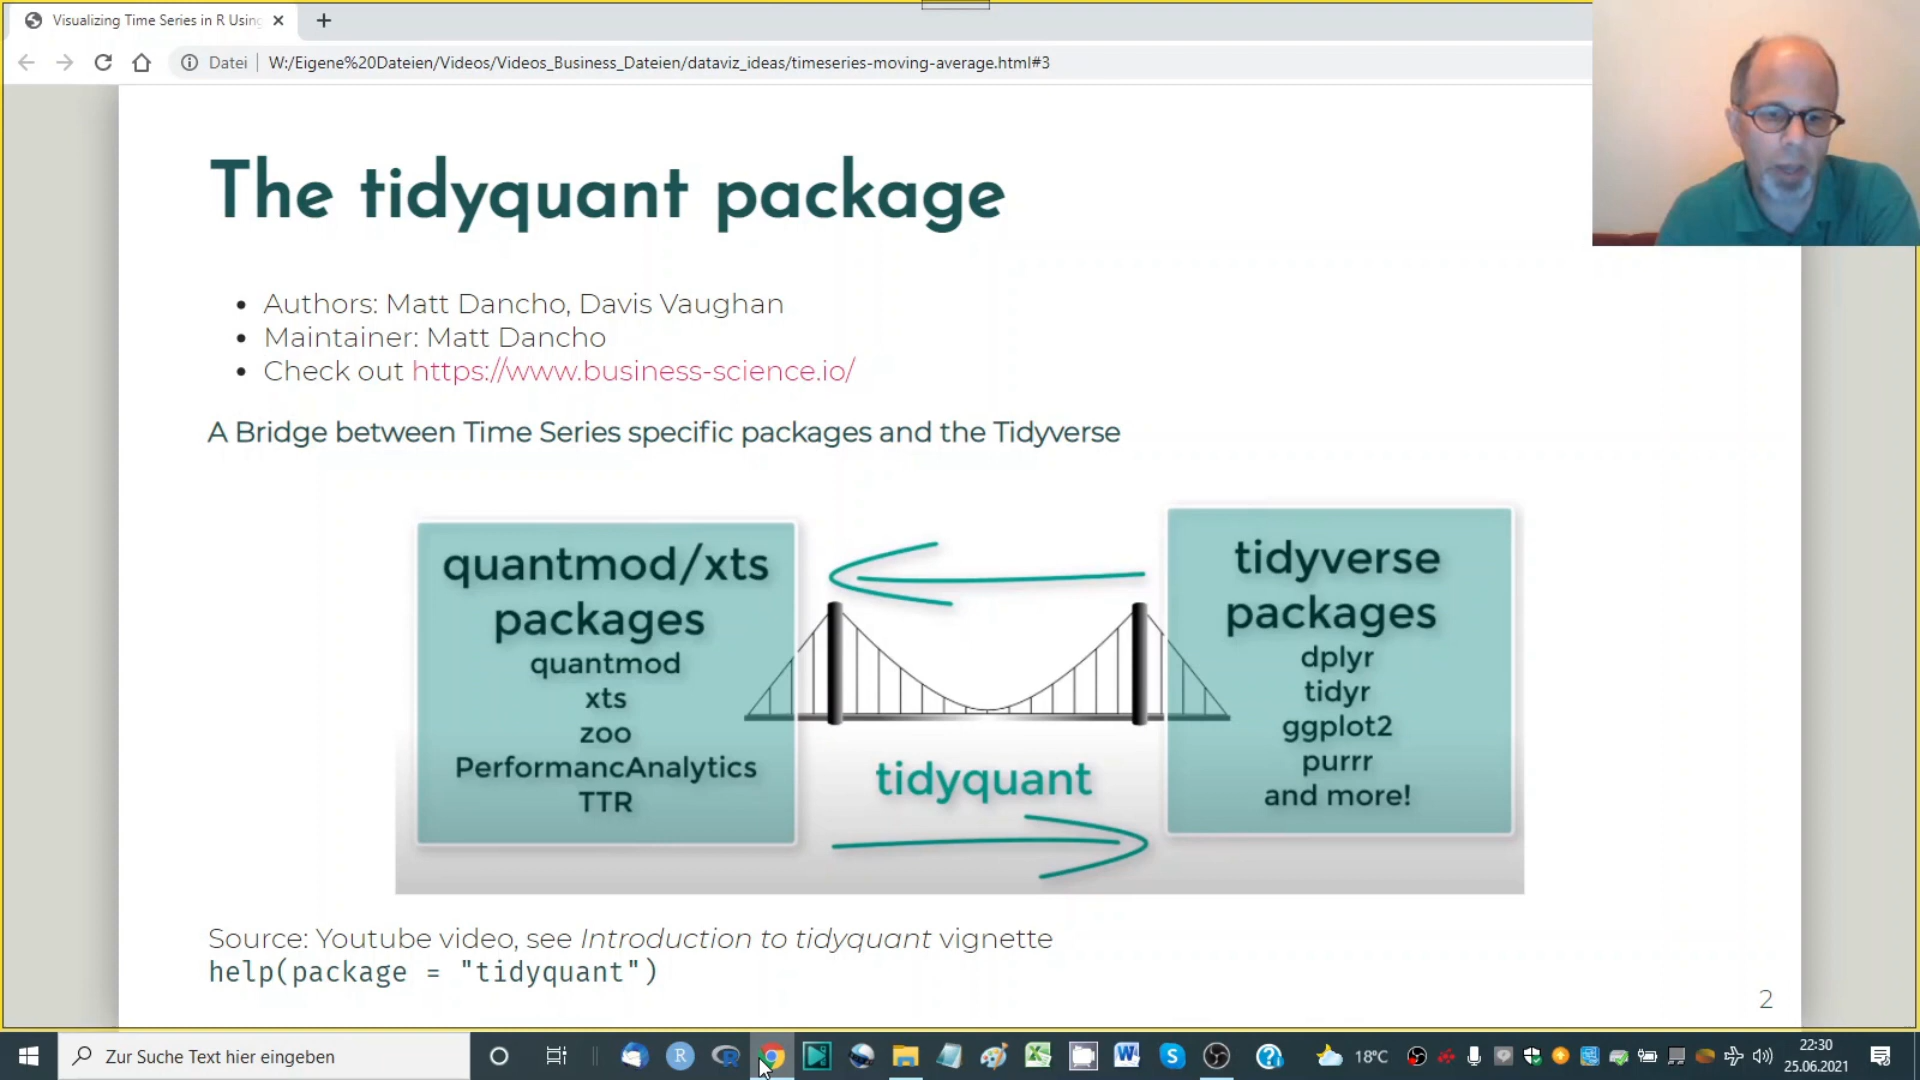 Visualizing Time Series in R Using
Datei
W:/Eigene%20Dateien/Videos/Videos_Business_Dateien/dataviz_ideas/timeseries-moving-average.html#3
The tidyquant package
Authors: Matt Dancho, Davis Vaughan
Maintainer: Matt Dancho
Check out https://www.business-science.io/
A Bridge between Time Series specific packages and the Tidyverse
quantmod/xts
packages
quantmod
xts
zoo
PerformancAnalytics
TTR
tidyquant
tidyverse
packages
dplyr
tidyr
ggplot2
purrr
and more!
Source: Youtube video, see Introduction to tidyquant vignette
help(package = "tidyquant")
2
Zur Suche Text hier eingeben
18°C
22:30
25.06.2021